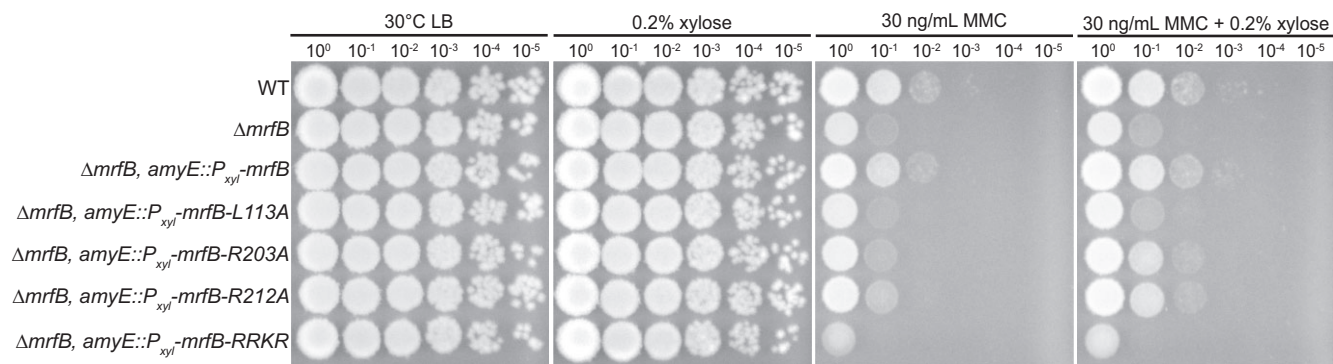 30°C LB 0.2% xylose 30 ng/mL MMC 30 ng/mL MMC + 0.2% xylose
10⁰ 10⁻¹ 10⁻² 10⁻³ 10⁻⁴ 10⁻⁵ 10⁰ 10⁻¹ 10⁻² 10⁻³ 10⁻⁴ 10⁻⁵ 10⁰ 10⁻¹ 10⁻² 10⁻³ 10⁻⁴ 10⁻⁵ 10⁰ 10⁻¹ 10⁻² 10⁻³ 10⁻⁴ 10⁻⁵
WT
ΔmrfB
ΔmrfB, amyE::Pxyl-mrfB
ΔmrfB, amyE::Pxyl-mrfB-L113A
ΔmrfB, amyE::Pxyl-mrfB-R203A
ΔmrfB, amyE::Pxyl-mrfB-R212A
ΔmrfB, amyE::Pxyl-mrfB-RRKR